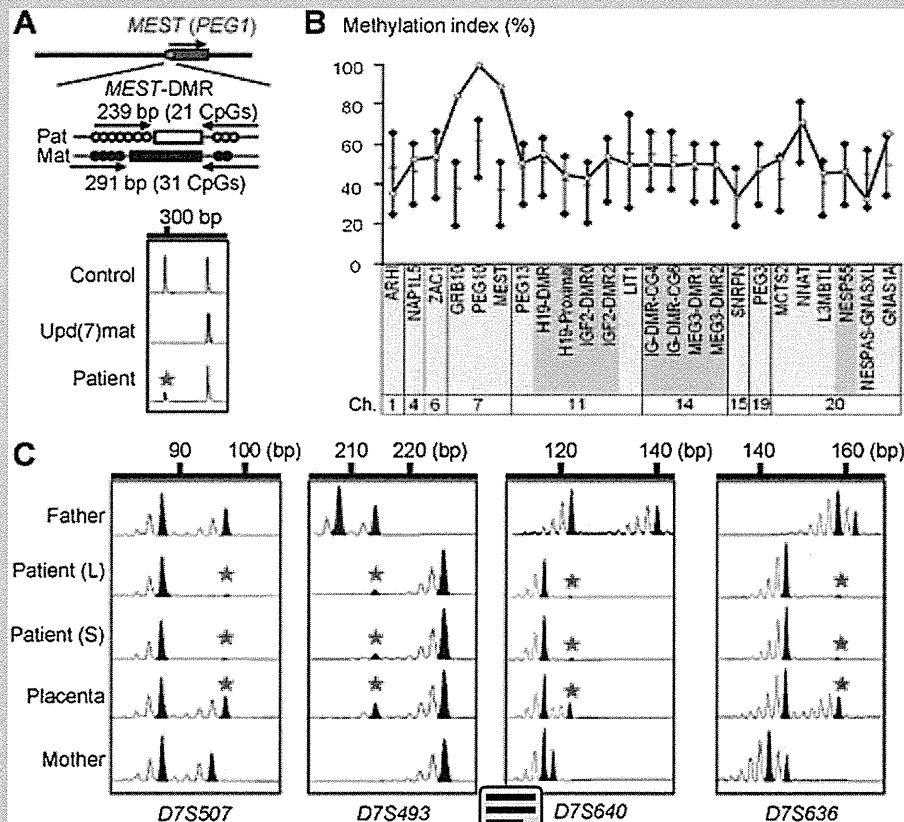 A
MEST (PEG1)
MEST-DMR
239 bp (21 CpGs)
Pat
Mat
291 bp (31 CpGs)
300 bp
Control
Upd(7)mat
Patient
B Methylation index (%)
100
80
60
40
20
0
ARHI
NAP1L5
ZAC1
GRB10
PEG10
MEST
PEG13
H19-DMR
H19-Proximal
IGF2-DMR0
IGF2-DMR2
LIT1
IG-DMR-CG4
IG-DMR-CG6
MEG3-DMR1
MEG3-DMR2
SNRPN
PEG3
MCTS2
NNAT
L3MBTL
NESP55
NESPAS-GNASXL
GNAS1A
Ch. 1 4 6 7 11 14 15 19 20
C
90 100 (bp)
210 220 (bp)
120 140 (bp)
140 160 (bp)
Father
Patient (L)
Patient (S)
Placenta
Mother
D7S507
D7S493
D7S640
D7S636